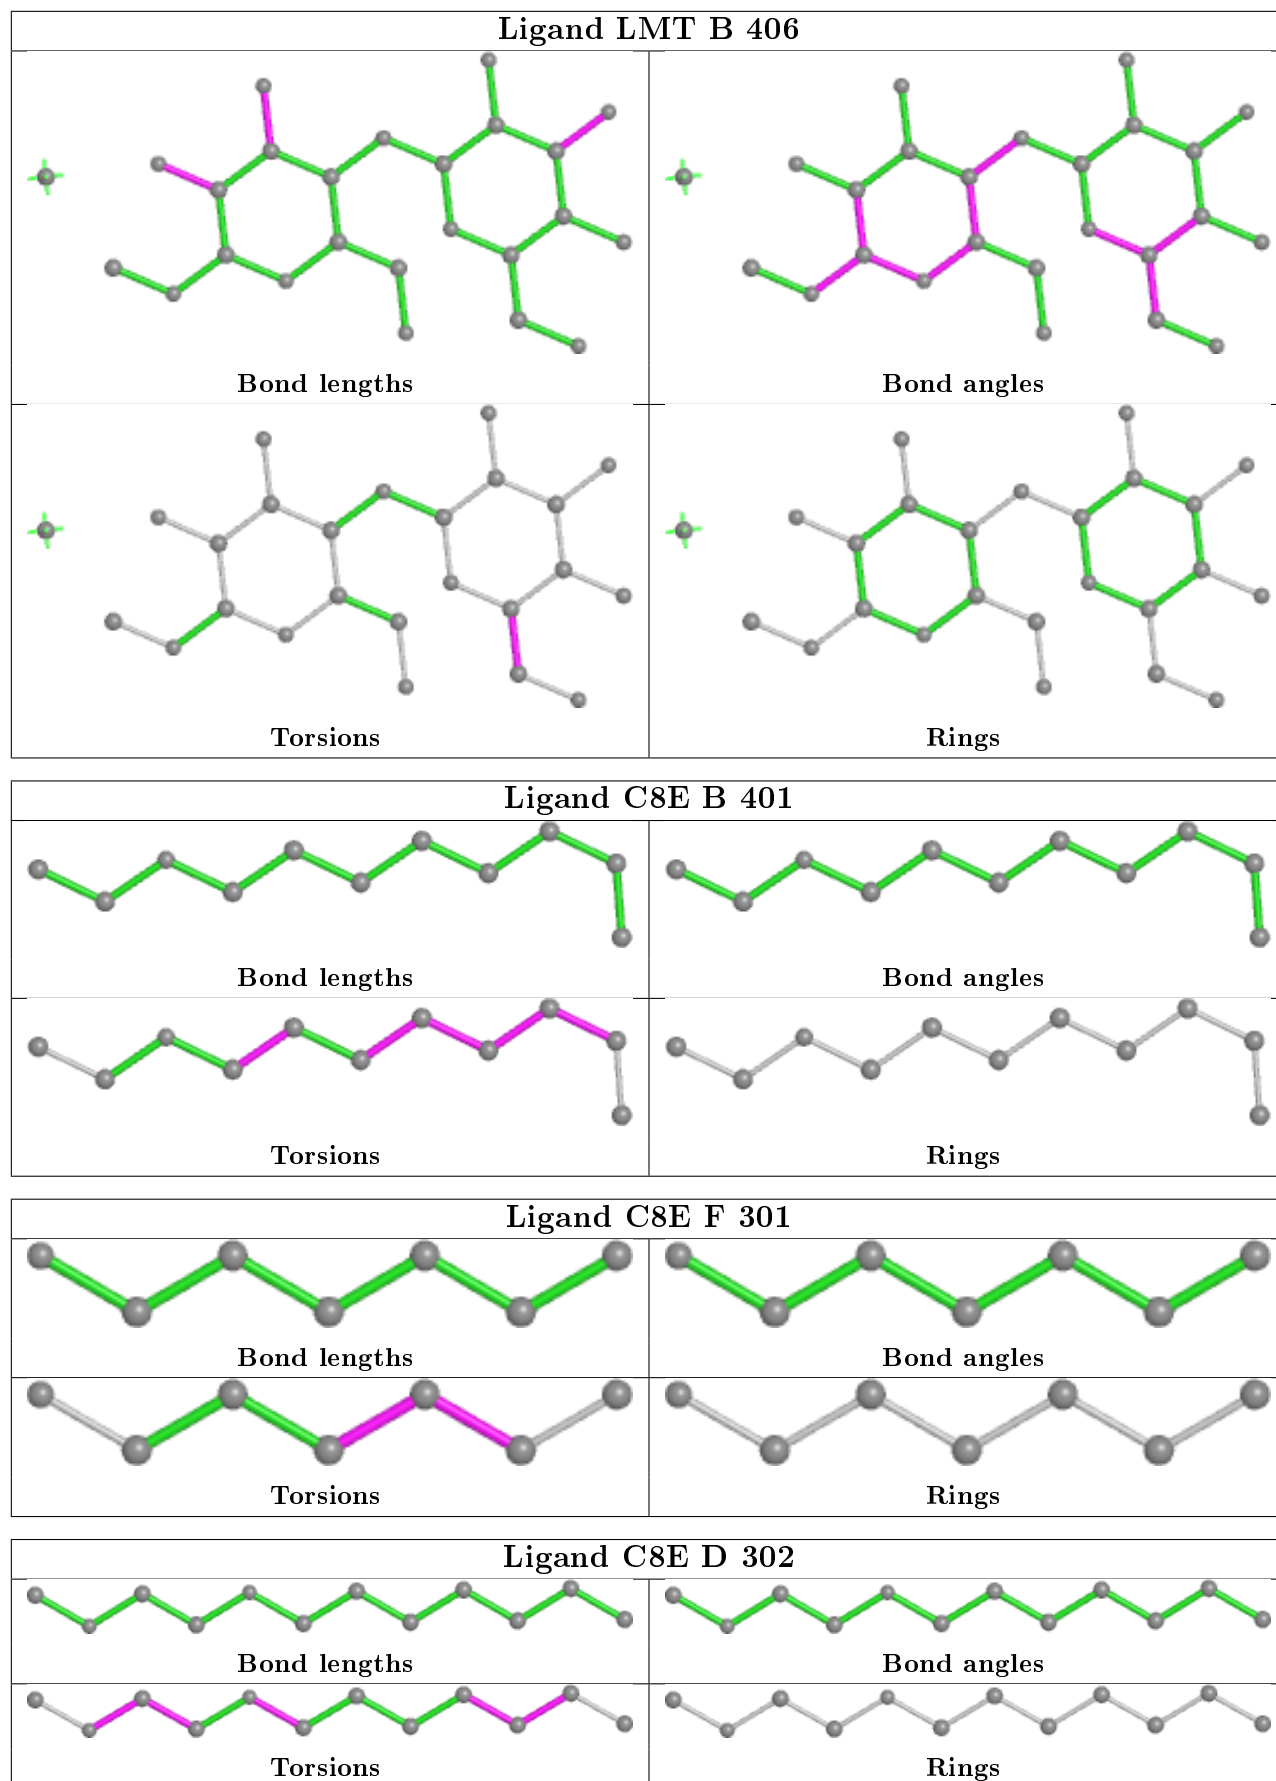 Ligand LMT B 406
Bond lengths
Bond angles
Torsions
Rings
Ligand C8E B 401
Bond lengths
Bond angles
Torsions
Rings
Ligand C8E F 301
Bond lengths
Bond angles
Torsions
Rings
Ligand C8E D 302
Bond lengths
Bond angles
Torsions
Rings